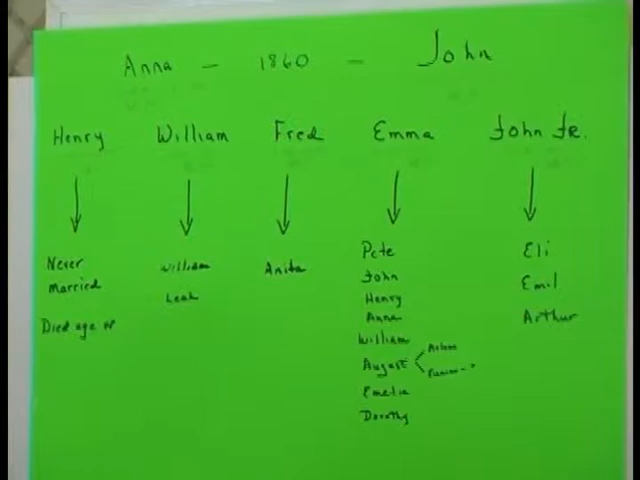 Anna - 1860 - John
Henry William Fred Emma John Jr.
Never
Married
Died age
William
Leah
Anita
Pete
John
Henry
Anna
William
August
Emelia
Dorothy
Eli
Emil
Arthur